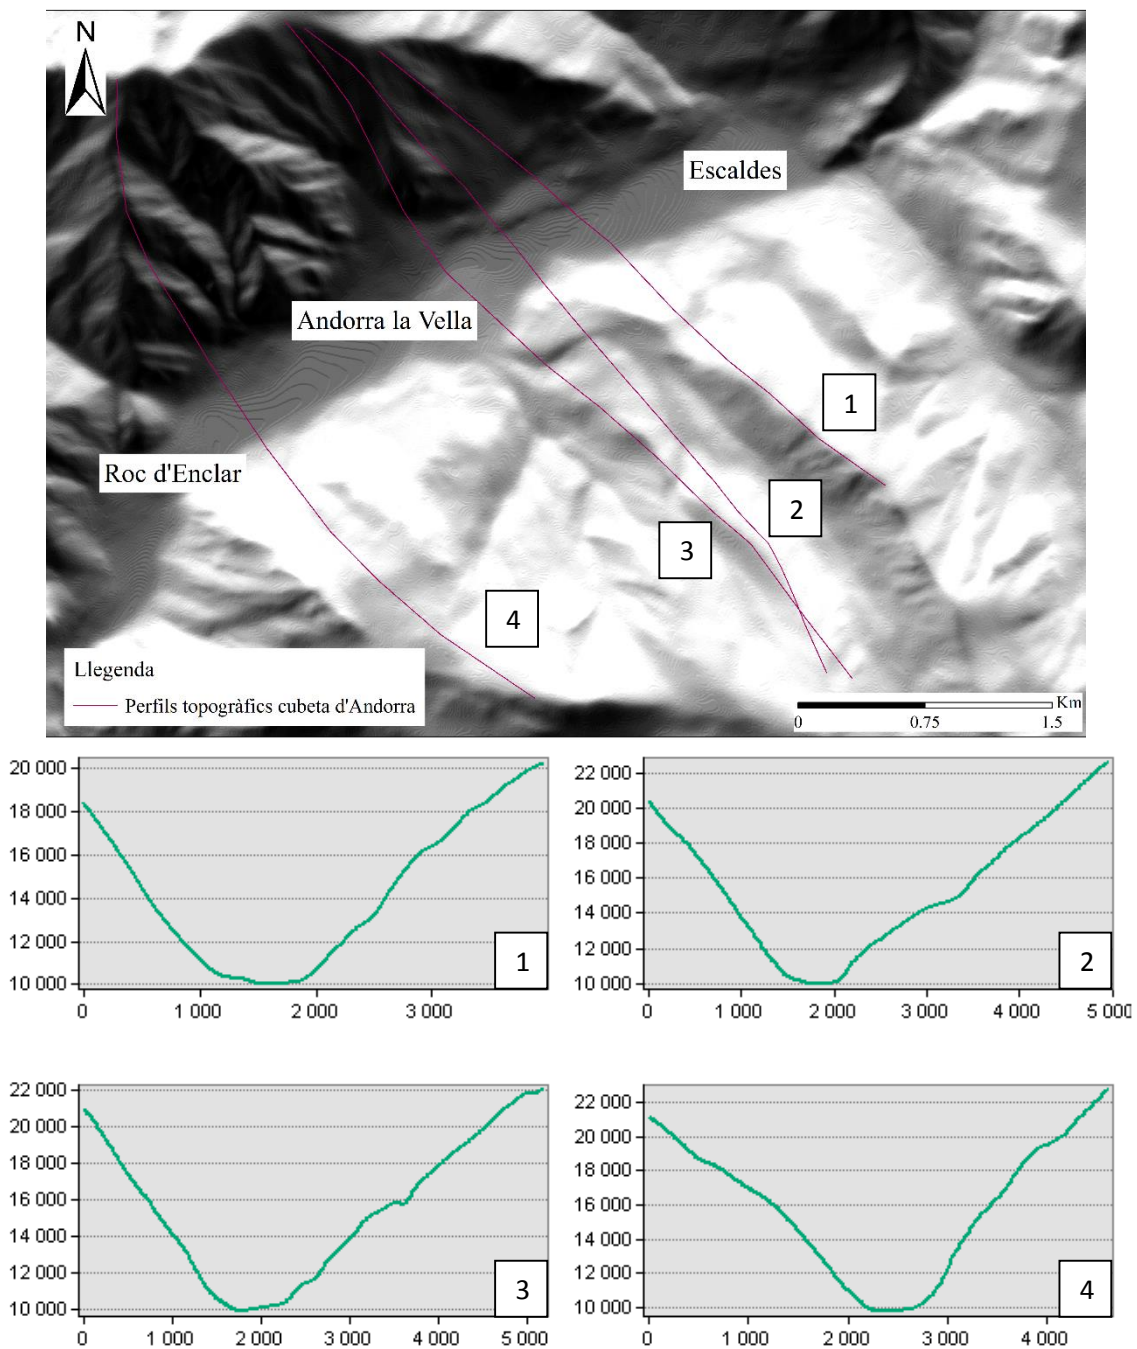 N
Escaldes
Andorra la Vella
1
Roc d'Enclar
2
3
4
Llegenda
Perfils topogràfics cubeta d'Andorra
Km
0 0.75 1.5
20 000
18 000
16 000
14 000
12 000
10 000
0 1 000 2 000 3 000
1
22 000
20 000
18 000
16 000
14 000
12 000
10 000
0 1 000 2 000 3 000 4 000 5 000
2
22 000
20 000
18 000
16 000
14 000
12 000
10 000
0 1 000 2 000 3 000 4 000 5 000
3
22 000
20 000
18 000
16 000
14 000
12 000
10 000
0 1 000 2 000 3 000 4 000
4